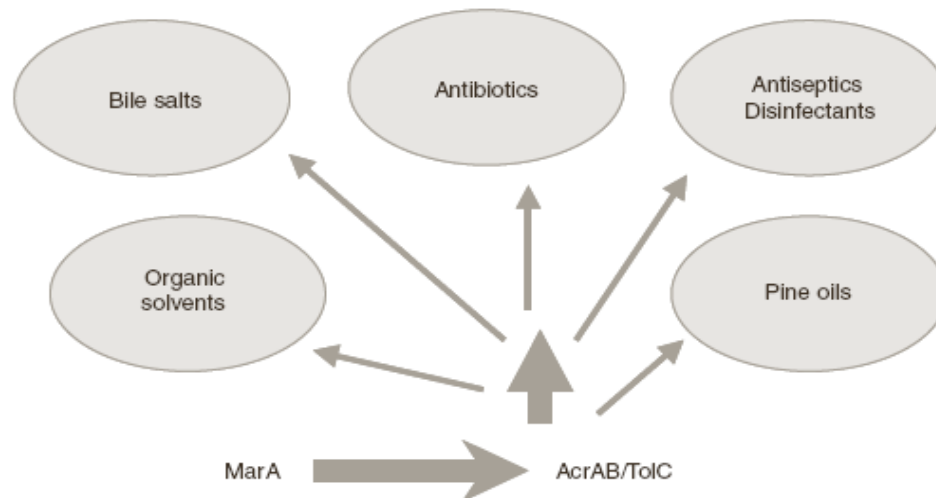 Bile salts
Antibiotics
Antiseptics
Disinfectants
Organic
solvents
Pine oils
MarA
AcrAB/TolC